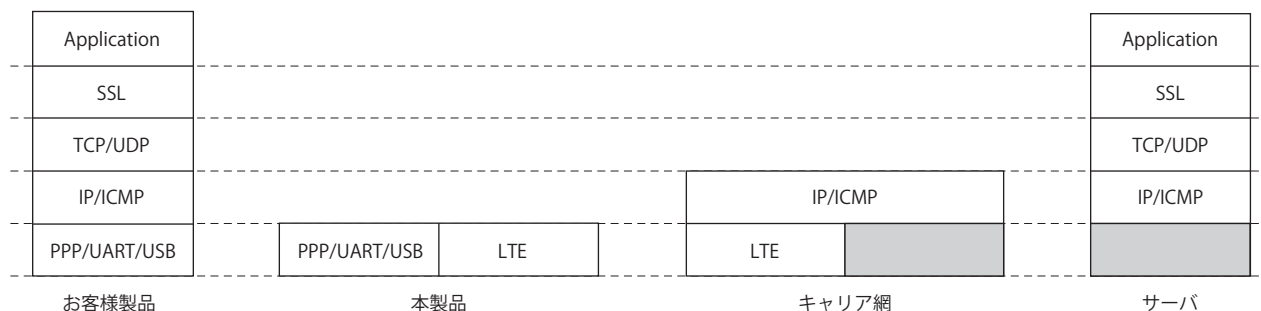 Application
Application
SSL
SSL
TCP/UDP
TCP/UDP
IP/ICMP
IP/ICMP
IP/ICMP
PPP/UART/USB
PPP/UART/USB
LTE
LTE
お客様製品
本製品
キャリア網
サーバ